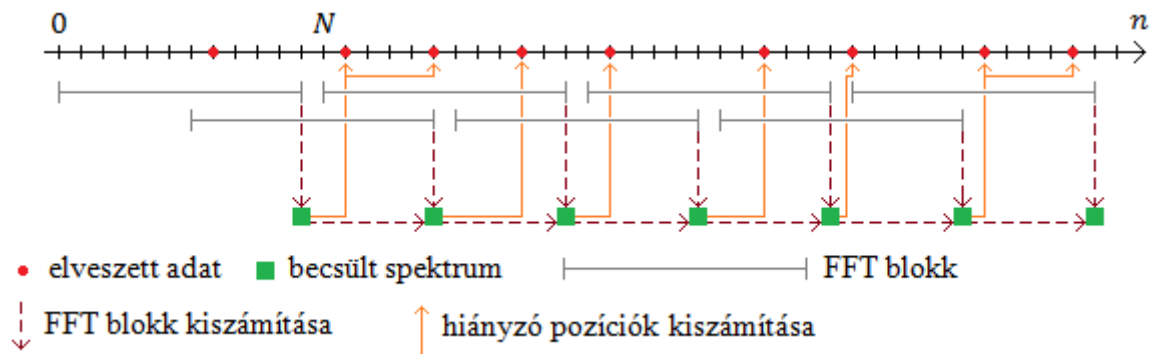 0 N n
elveszett adat becsült spektrum FFT blokk
FFT blokk kiszámítása hiányzó pozíciók kiszámítása